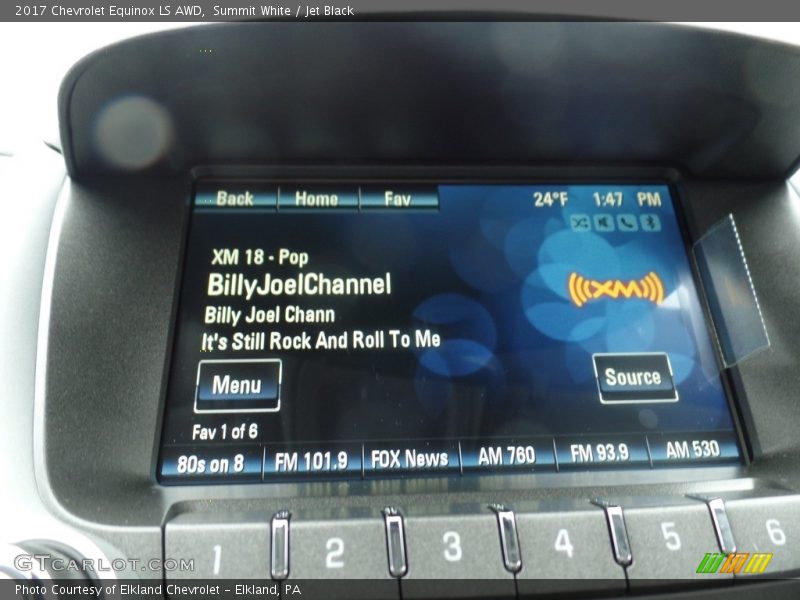 2017 Chevrolet Equinox LS AWD,  Summit White / Jet Black
Back Home Fav 24°F 1:47 PM
XM 18 - Pop
BillyJoelChannel
Billy Joel Chann
It's Still Rock And Roll To Me
XM
Menu Source
Fav 1 of 6
80s on 8 FM 101.9 FOX News AM 760 FM 93.9 AM 530
1 2 3 4 5 6
GTCARLOT.COM
Photo Courtesy of Elkland Chevrolet - Elkland, PA